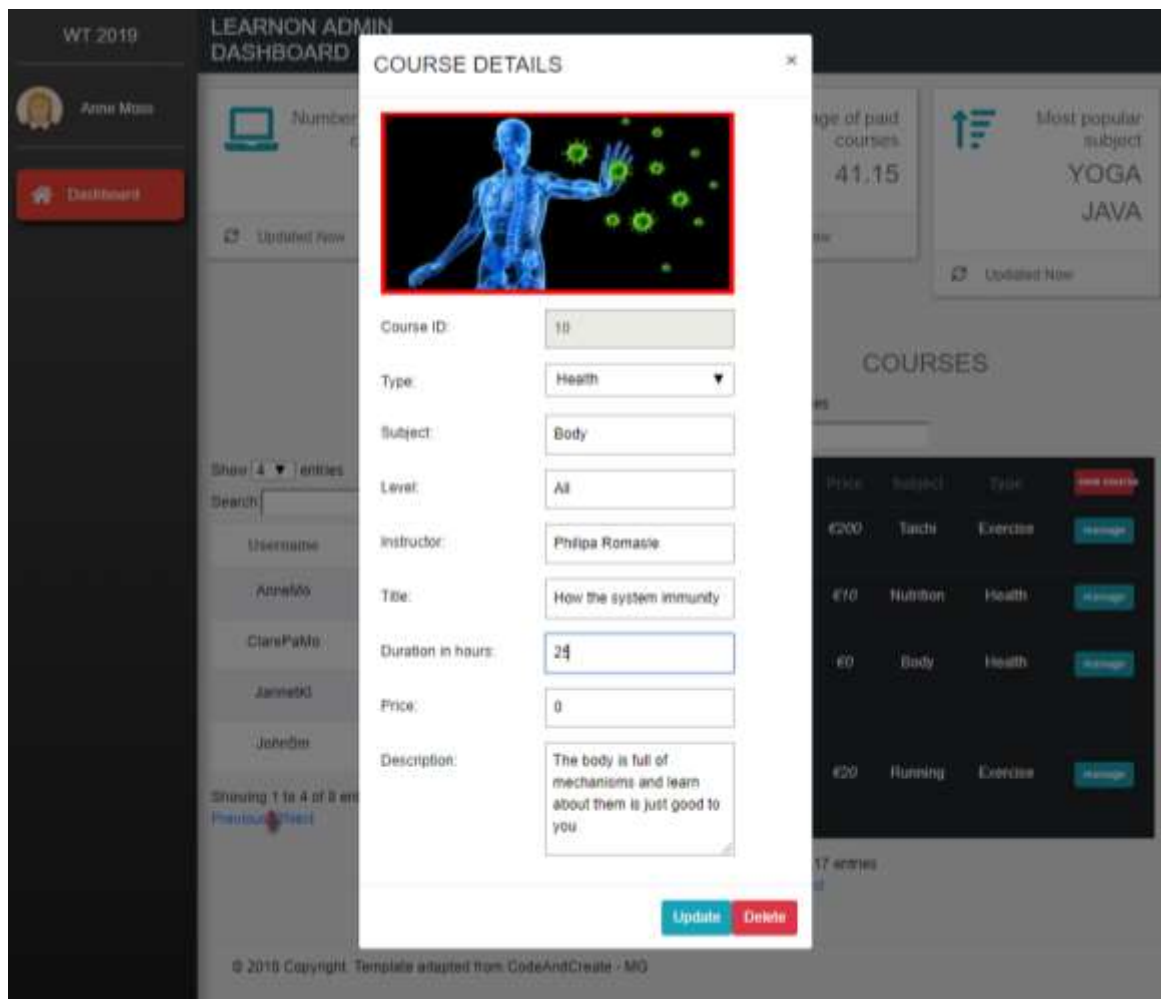 WT 2019
Anne Moss
Dashboard
LEARNON ADMIN
DASHBOARD
Number
age of paid
courses
41.15
Most popular
subject
YOGA
JAVA
Updated Now
Updated Now
COURSES
Show 4 entries
Search
Username
AnneMo
ClarePaMo
JannetKl
JohnSm
Showing 1 to 4 of 8 ent
Previous Next
Price Subject Type
€200 Taichi Exercise manage
€10 Nutrition Health manage
€0 Body Health manage
€20 Running Exercise manage
17 entries
COURSE DETAILS ×
Course ID: 10
Type: Health
Subject: Body
Level: All
Instructor: Philipa Romasle
Title: How the system immunity
Duration in hours:
Price: 0
Description: The body is full of
mechanisms and learn
about them is just good to
you
Update Delete
Copyright. Template adapted from CodeAndCreate - MG